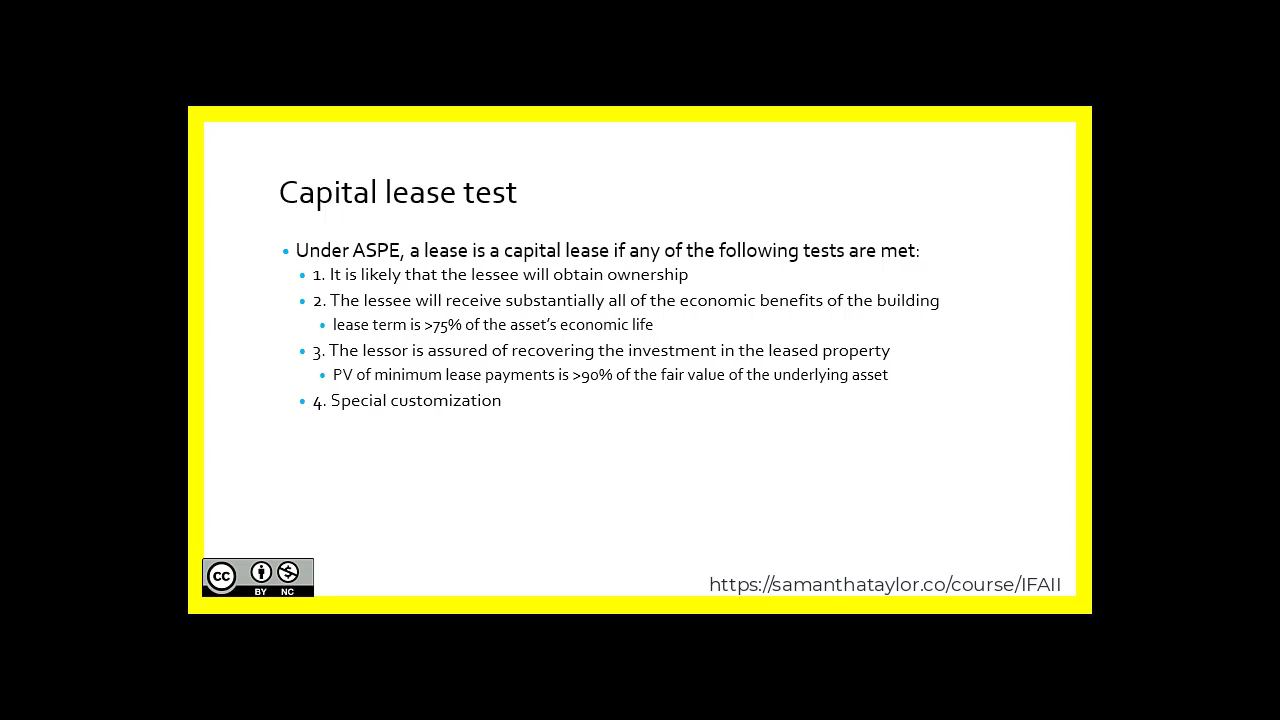 Capital lease test
• Under ASPE, a lease is a capital lease if any of the following tests are met:
• 1. It is likely that the lessee will obtain ownership
• 2. The lessee will receive substantially all of the economic benefits of the building
• lease term is >75% of the asset's economic life
• 3. The lessor is assured of recovering the investment in the leased property
• PV of minimum lease payments is >90% of the fair value of the underlying asset
• 4. Special customization
cc
BY NC
https://samanthataylor.co/course/IFAII